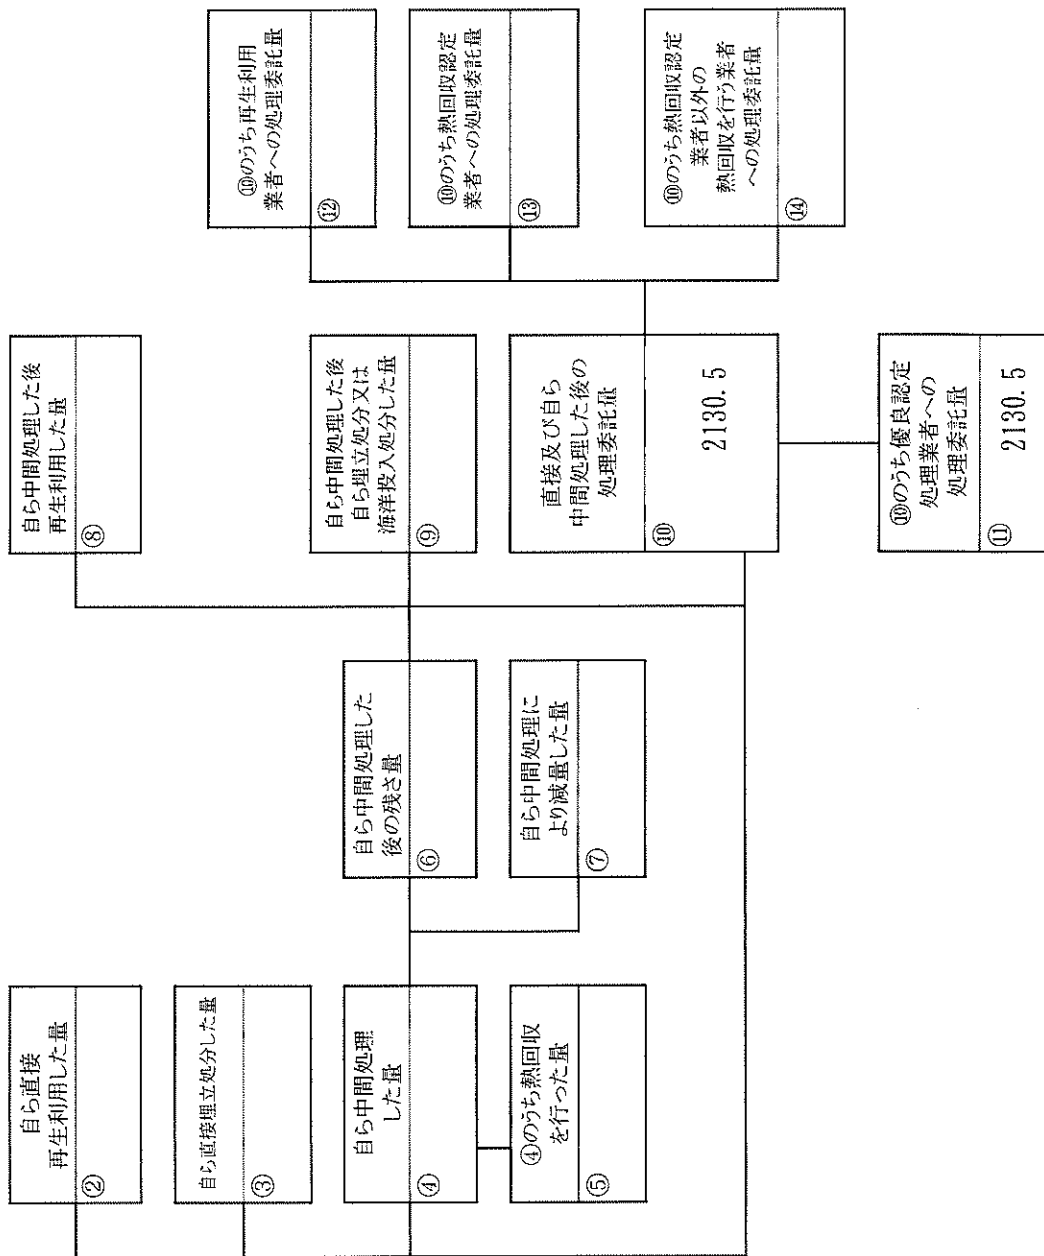 自ら直接
再生利用した量
②
自ら直接埋立処分した量
③
自ら中間処理
した量
④
④のうち熱回収
を行った量
⑤
自ら中間処理した
後の残さ量
⑥
自ら中間処理に
より減量した量
⑦
自ら中間処理した後
再生利用した量
⑧
自ら中間処理した後
自ら埋立処分又は
海洋投入処分した量
⑨
直接及び自ら
中間処理した後の
処理委託量
⑩
2130.5
⑩のうち優良認定
処理業者への
処理委託量
⑪
2130.5
⑩のうち再生利用
業者への処理委託量
⑫
⑩のうち熱回収認定
業者への処理委託量
⑬
⑩のうち熱回収認定
業者以外の
熱回収を行う業者
への処理委託量
⑭